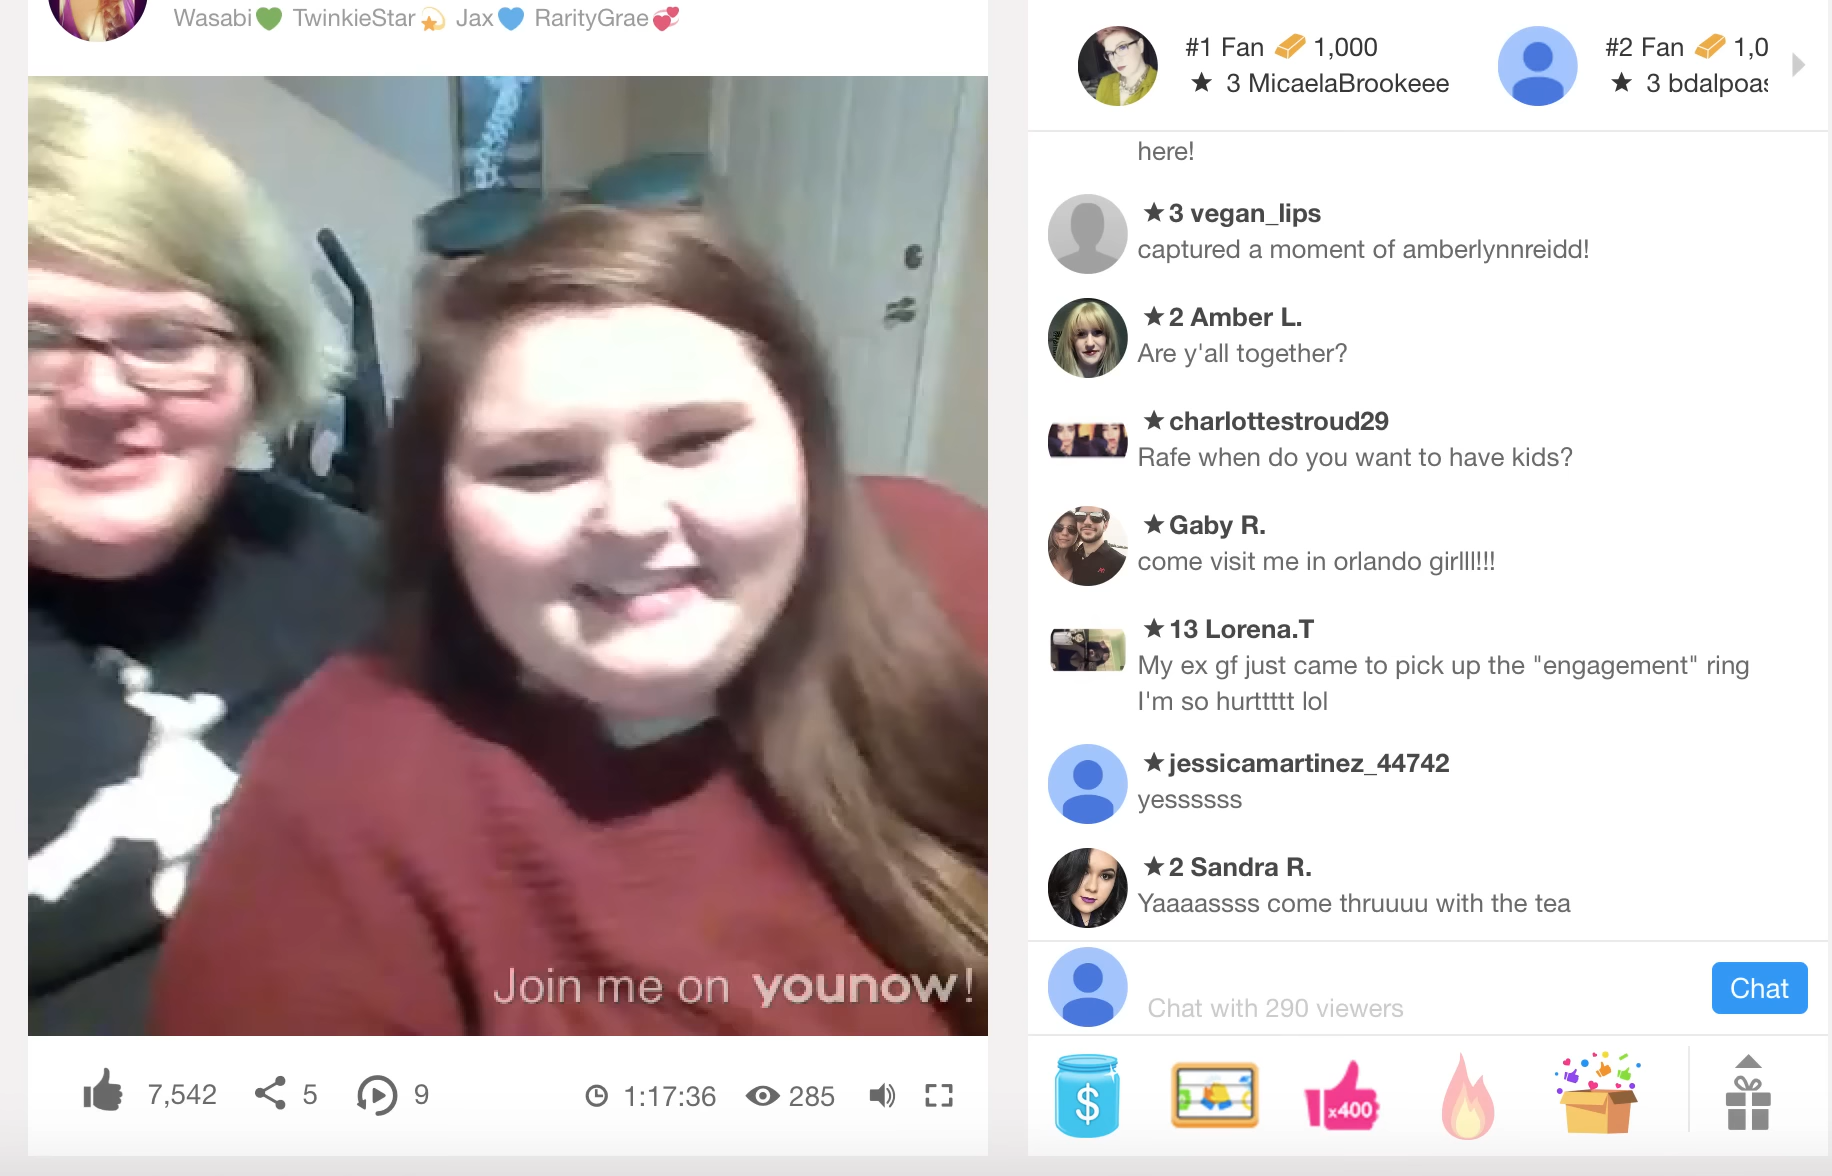 Wasabi💚 TwinkieStar💫 Jax💙 RarityGrae💞
#1 Fan 1,000
★ 3 MicaelaBrookeee
#2 Fan 1,0
★ 3 bdalpoas
here!
★3 vegan_lips
captured a moment of amberlynnreidd!
★2 Amber L.
Are y'all together?
★charlottestroud29
Rafe when do you want to have kids?
★Gaby R.
come visit me in orlando girlll!!!
★13 Lorena.T
My ex gf just came to pick up the "engagement" ring
I'm so hurttttt lol
★jessicamartinez_44742
yessssss
★2 Sandra R.
Yaaaassss come thruuuu with the tea
Join me on younow!
Chat with 290 viewers
Chat
7,542 5 9 1:17:36 285
$ x400